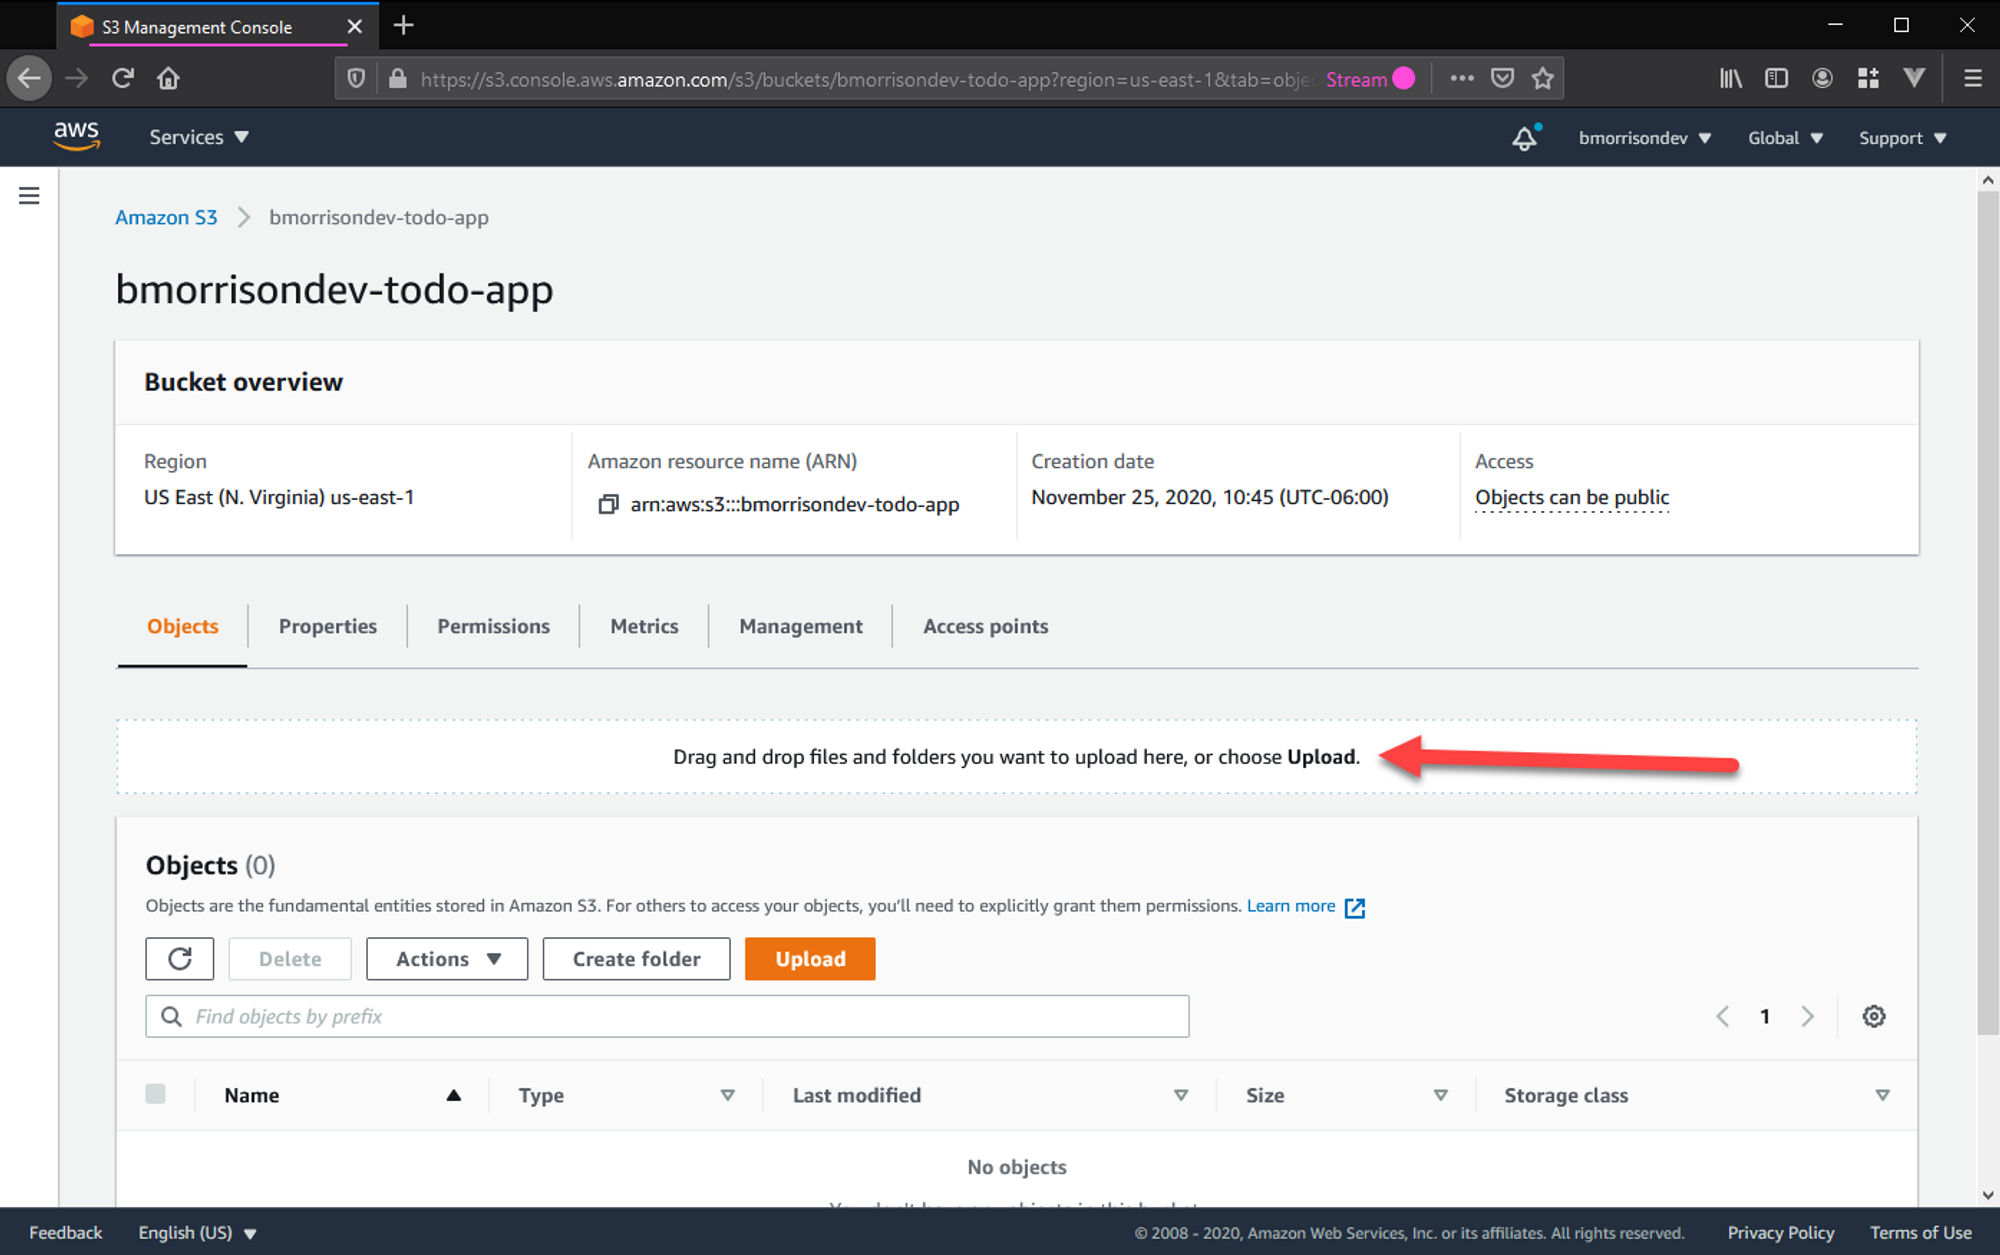 S3 Management Console
https://s3.console.aws.amazon.com/s3/buckets/bmorrisondev-todo-app?region=us-east-1&tab=obje Stream
aws Services bmorrisondev Global Support
Amazon S3 bmorrisondev-todo-app
bmorrisondev-todo-app
Bucket overview
Region Amazon resource name (ARN) Creation date Access
US East (N. Virginia) us-east-1 arn:aws:s3:::bmorrisondev-todo-app November 25, 2020, 10:45 (UTC-06:00) Objects can be public
Objects Properties Permissions Metrics Management Access points
Drag and drop files and folders you want to upload here, or choose Upload.
Objects (0)
Objects are the fundamental entities stored in Amazon S3. For others to access your objects, you'll need to explicitly grant them permissions. Learn more
Delete Actions Create folder Upload
Find objects by prefix 1
Name Type Last modified Size Storage class
No objects
Feedback English (US) © 2008 - 2020, Amazon Web Services, Inc. or its affiliates. All rights reserved. Privacy Policy Terms of Use